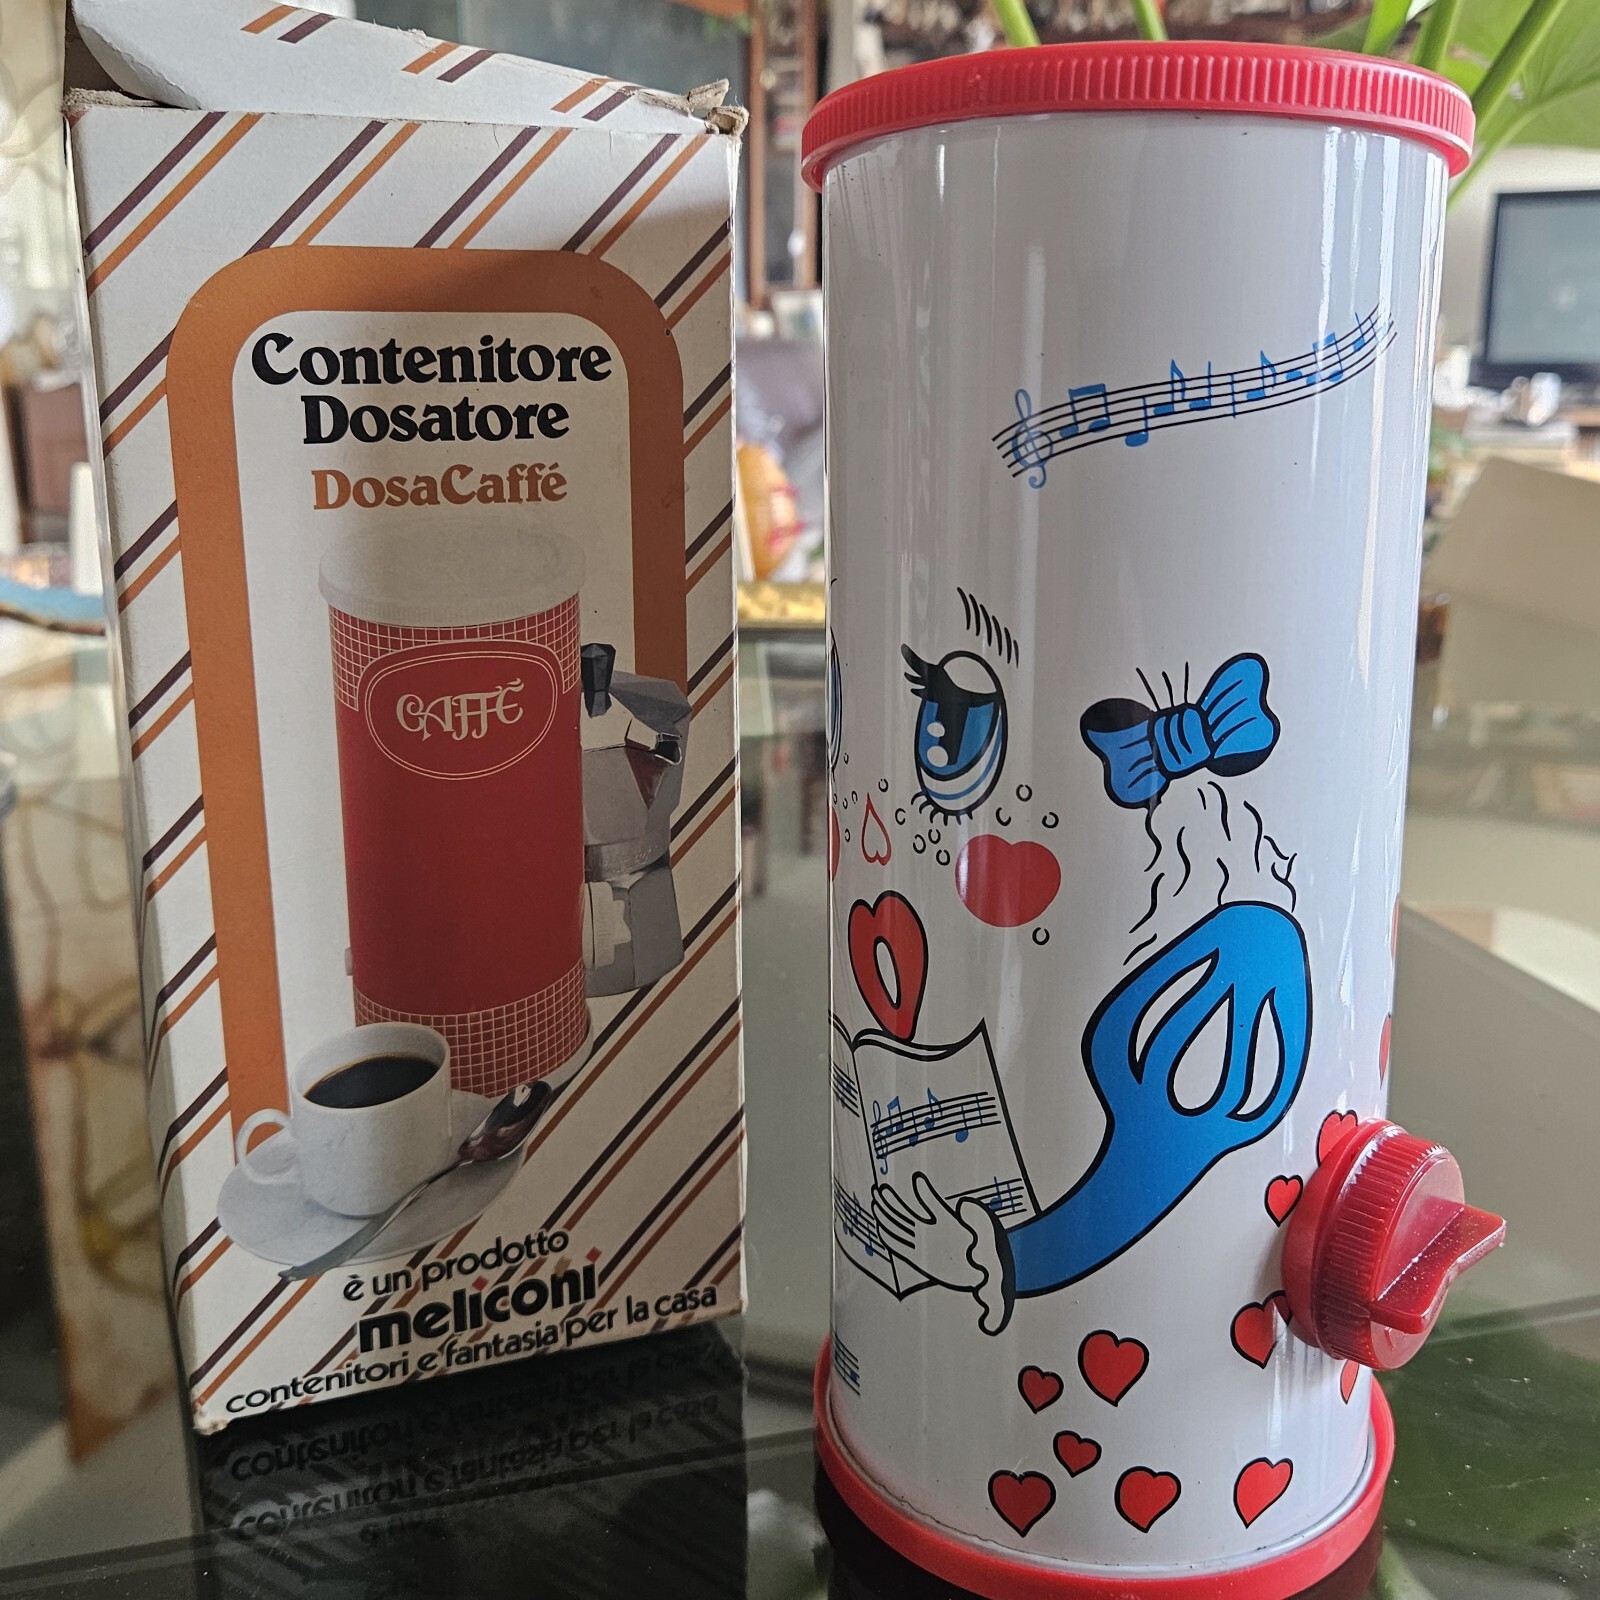 Contenitore
Dosatore
DosaCaffé
CAFFÉ
è un prodotto
meliconi
contenitori e fantasia per la casa